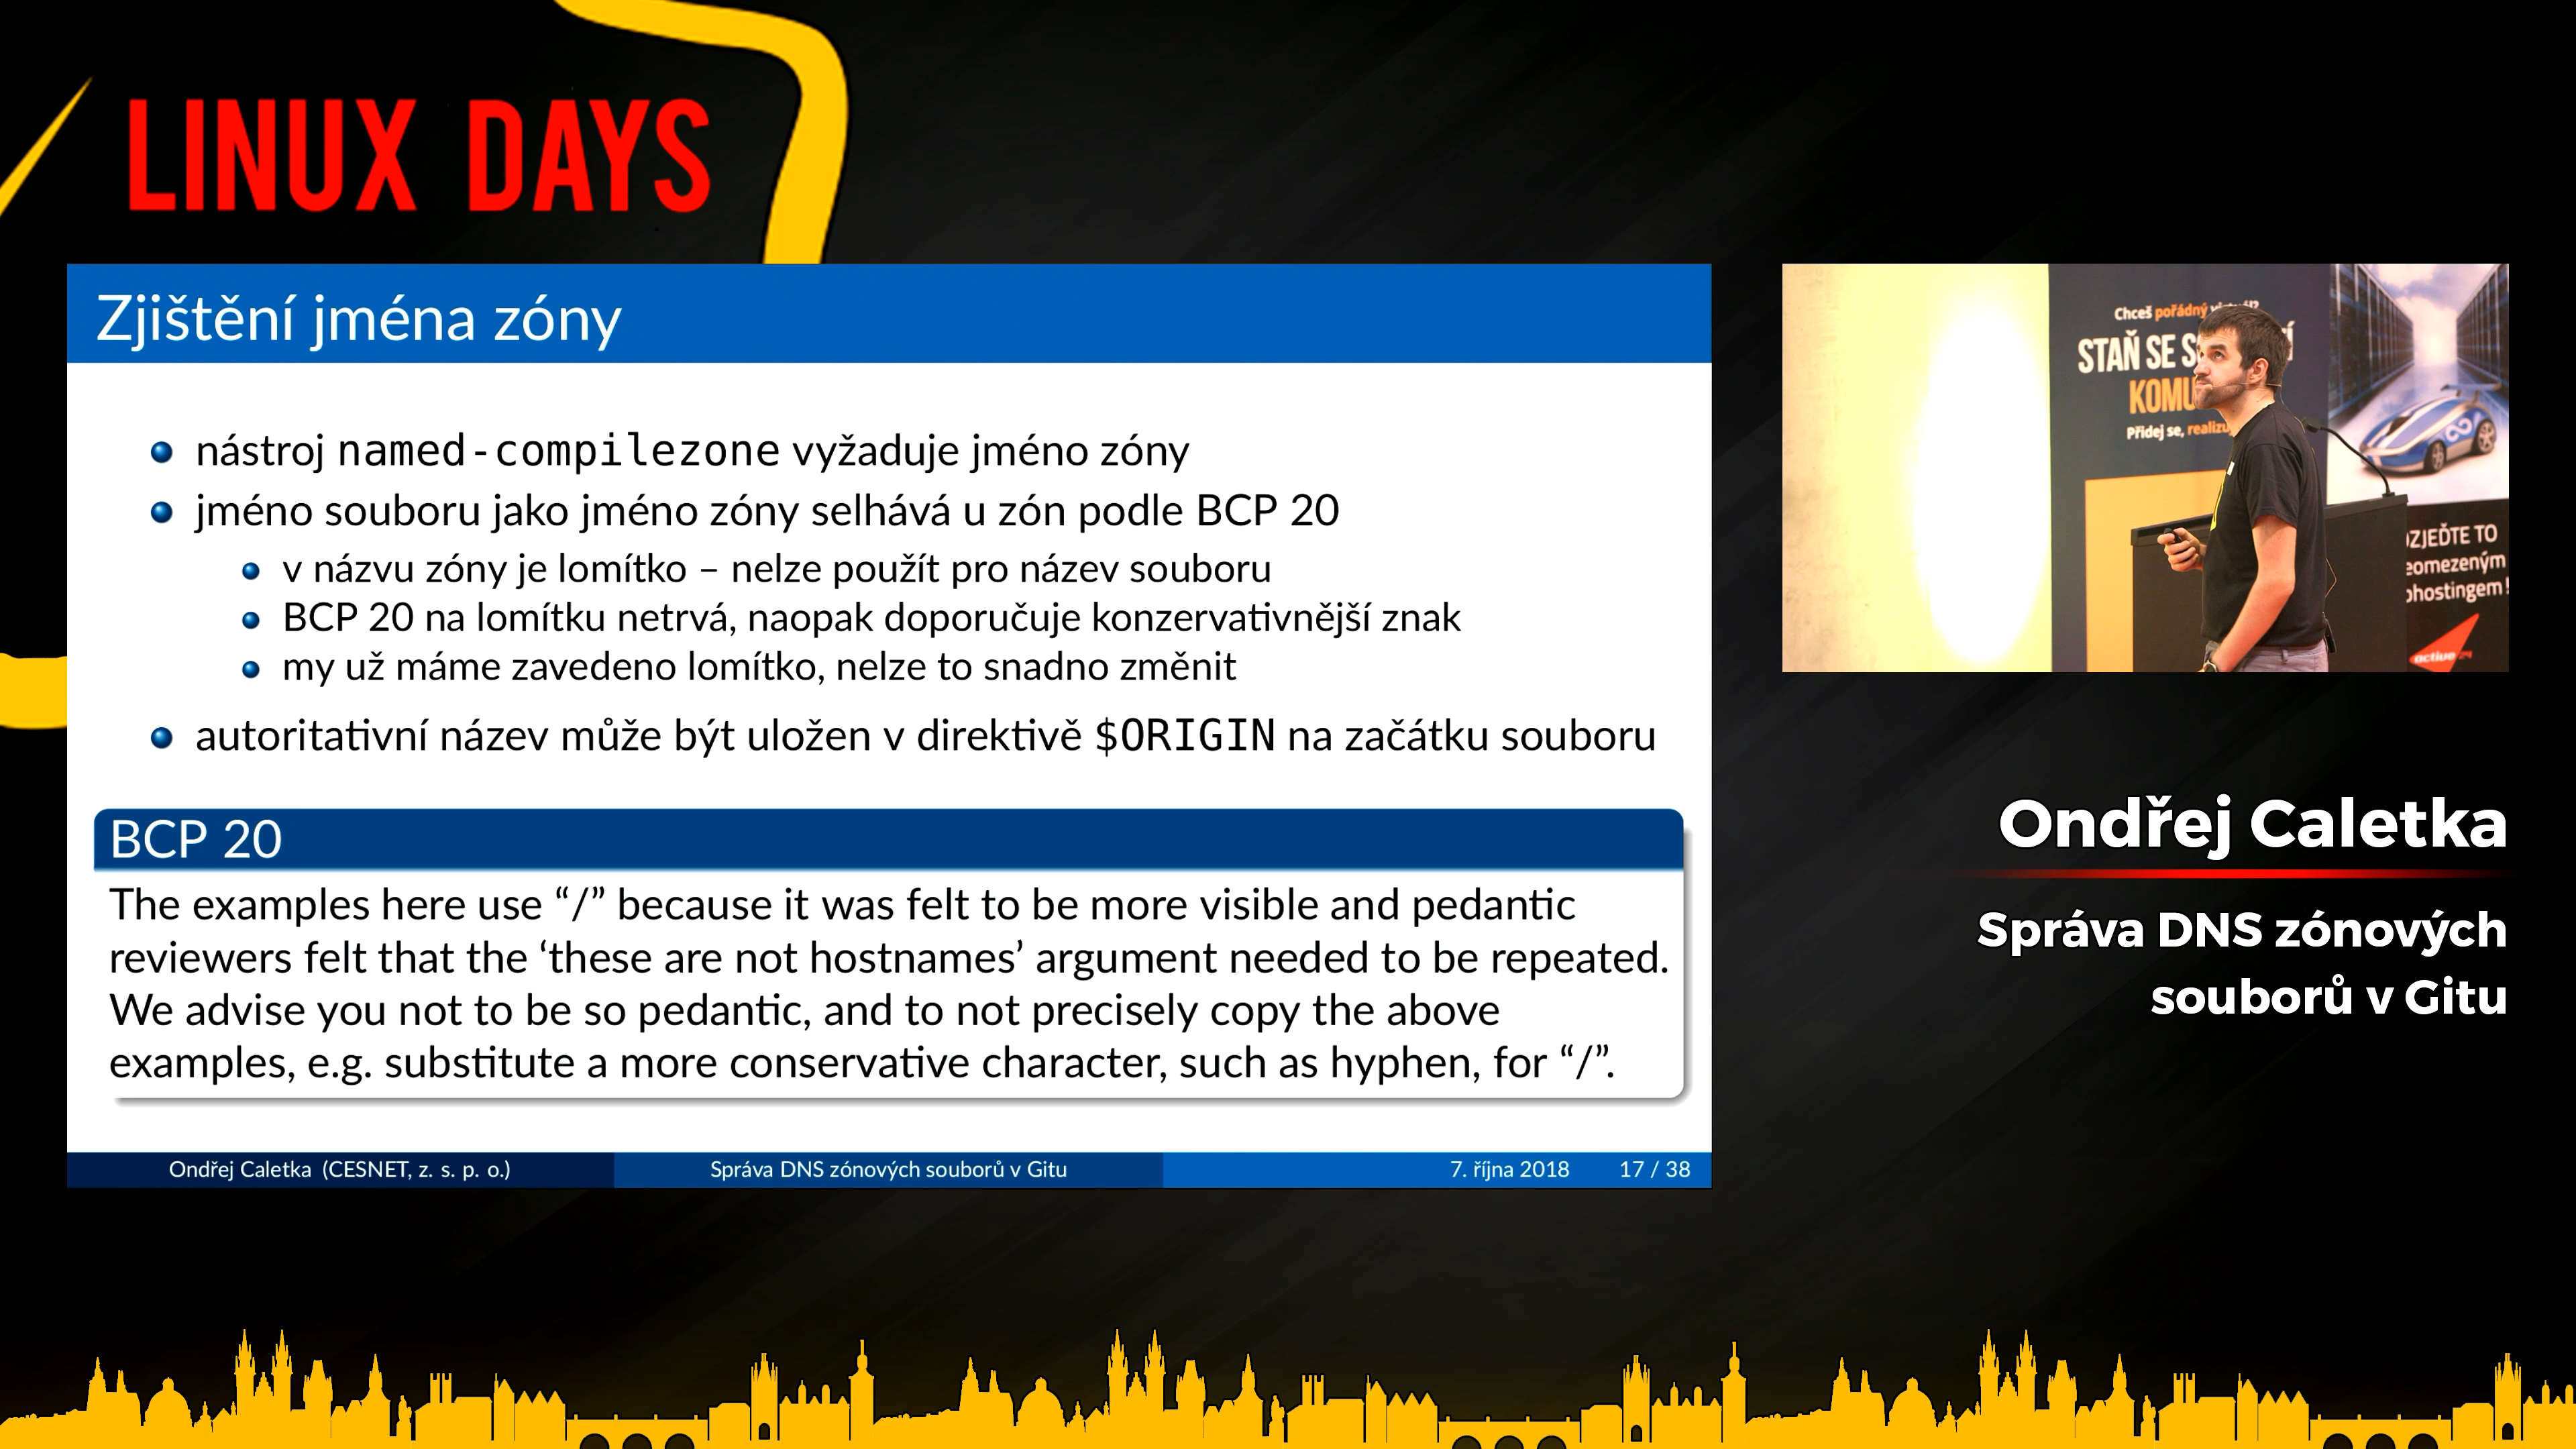 LINUX DAYS
Zjištění jména zóny
nástroj named-compilezone vyžaduje jméno zóny
jméno souboru jako jméno zóny selhává u zón podle BCP 20
v názvu zóny je lomítko – nelze použít pro název souboru
BCP 20 na lomítku netrvá, naopak doporučuje konzervativnější znak
my už máme zavedeno lomítko, nelze to snadno změnit
autoritativní název může být uložen v direktivě $ORIGIN na začátku souboru
BCP 20
The examples here use “/” because it was felt to be more visible and pedantic
reviewers felt that the ‘these are not hostnames’ argument needed to be repeated.
We advise you not to be so pedantic, and to not precisely copy the above
examples, e.g. substitute a more conservative character, such as hyphen, for “/”.
Ondřej Caletka (CESNET, z. s. p. o.) Správa DNS zónových souborů v Gitu 7. října 2018 17 / 38
Chceš pořádný
STAŇ SE
Přidej se,
TO
active 24
Ondřej Caletka
Správa DNS zónových
souborů v Gitu